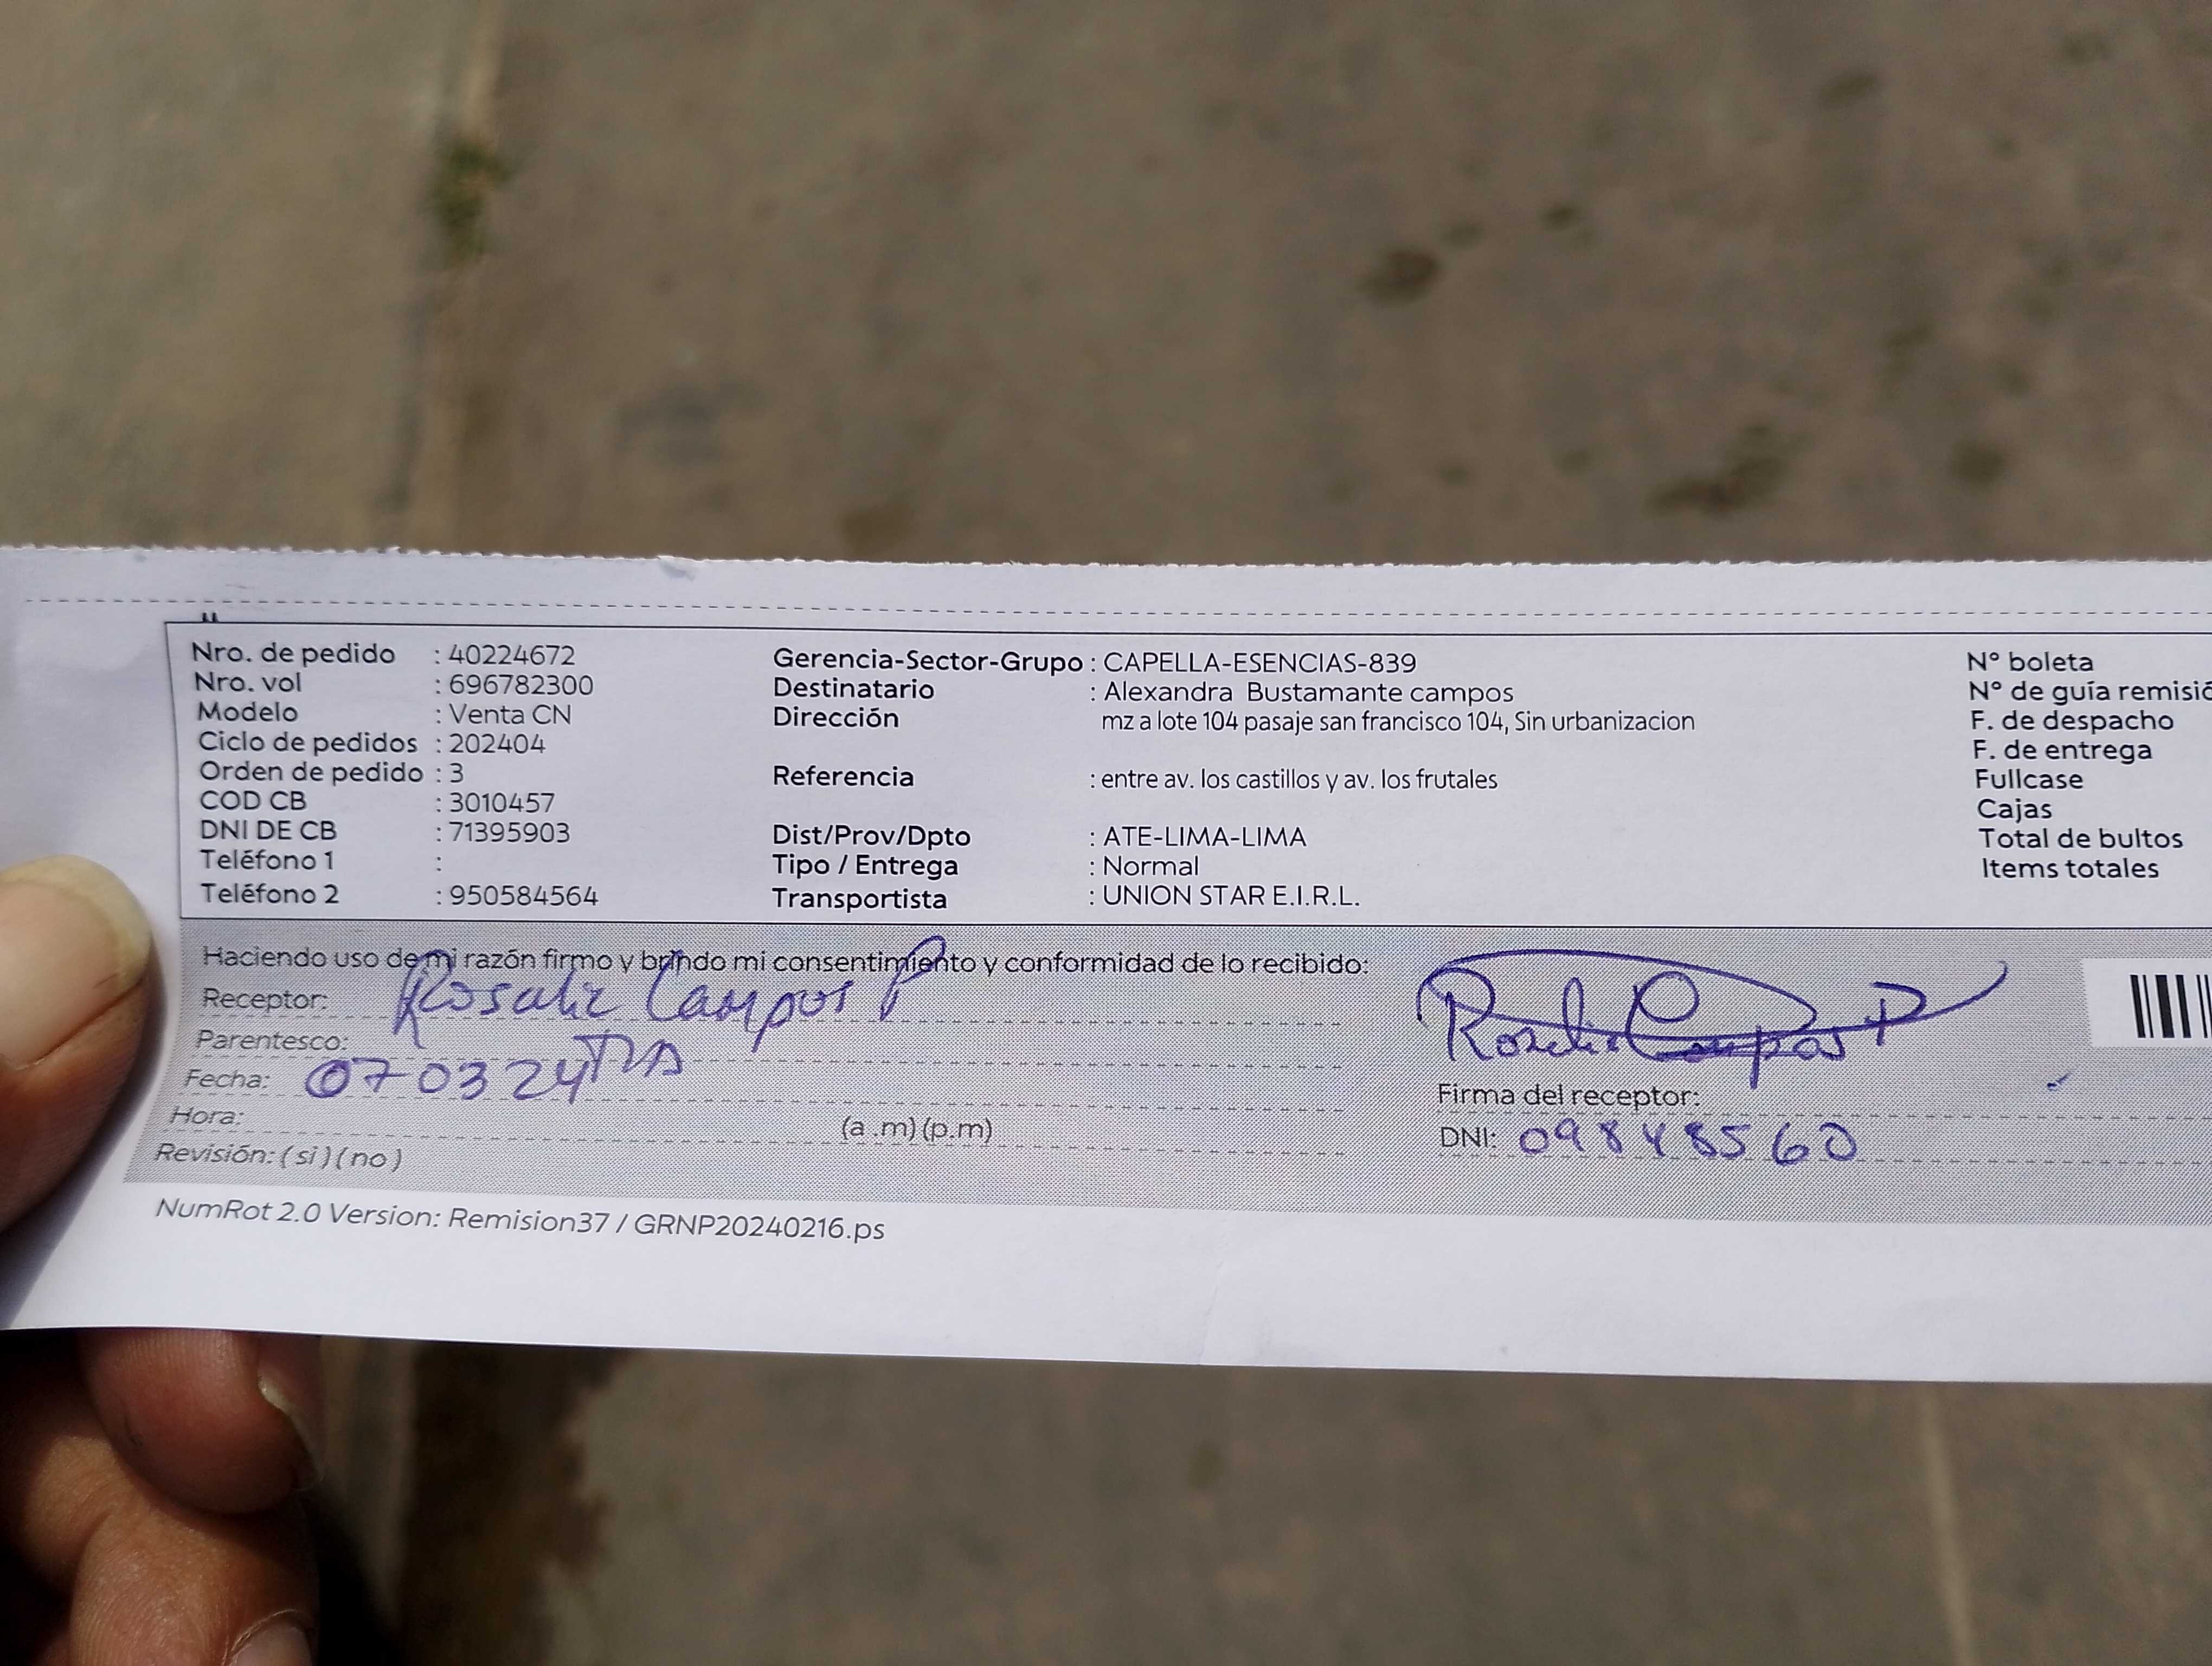 Nro. de pedido : 40224672
Nro. vol : 696782300
Modelo : Venta CN
Ciclo de pedidos : 202404
Orden de pedido : 3
COD CB : 3010457
DNI DE CB : 71395903
Teléfono 1 :
Teléfono 2 : 950584564
Gerencia-Sector-Grupo : CAPELLA-ESENCIAS-839
Destinatario : Alexandra Bustamante campos
Dirección mz a lote 104 pasaje san francisco 104, Sin urbanizacion
Referencia : entre av. los castillos y av. los frutales
Dist/Prov/Dpto : ATE-LIMA-LIMA
Tipo / Entrega : Normal
Transportista : UNION STAR E.I.R.L.
N° boleta
N° de guía remisió
F. de despacho
F. de entrega
Fullcase
Cajas
Total de bultos
Items totales
Haciendo uso de mi razón firmo y brindo mi consentimiento y conformidad de lo recibido:
Receptor: Campos P
Parentesco:
Fecha: 070324
Hora: (a .m) (p.m)
Revisión: ( si ) ( no )
Campos P
Firma del receptor:
DNI: 09848560
NumRot 2.0 Version: Remision37 / GRNP20240216.ps